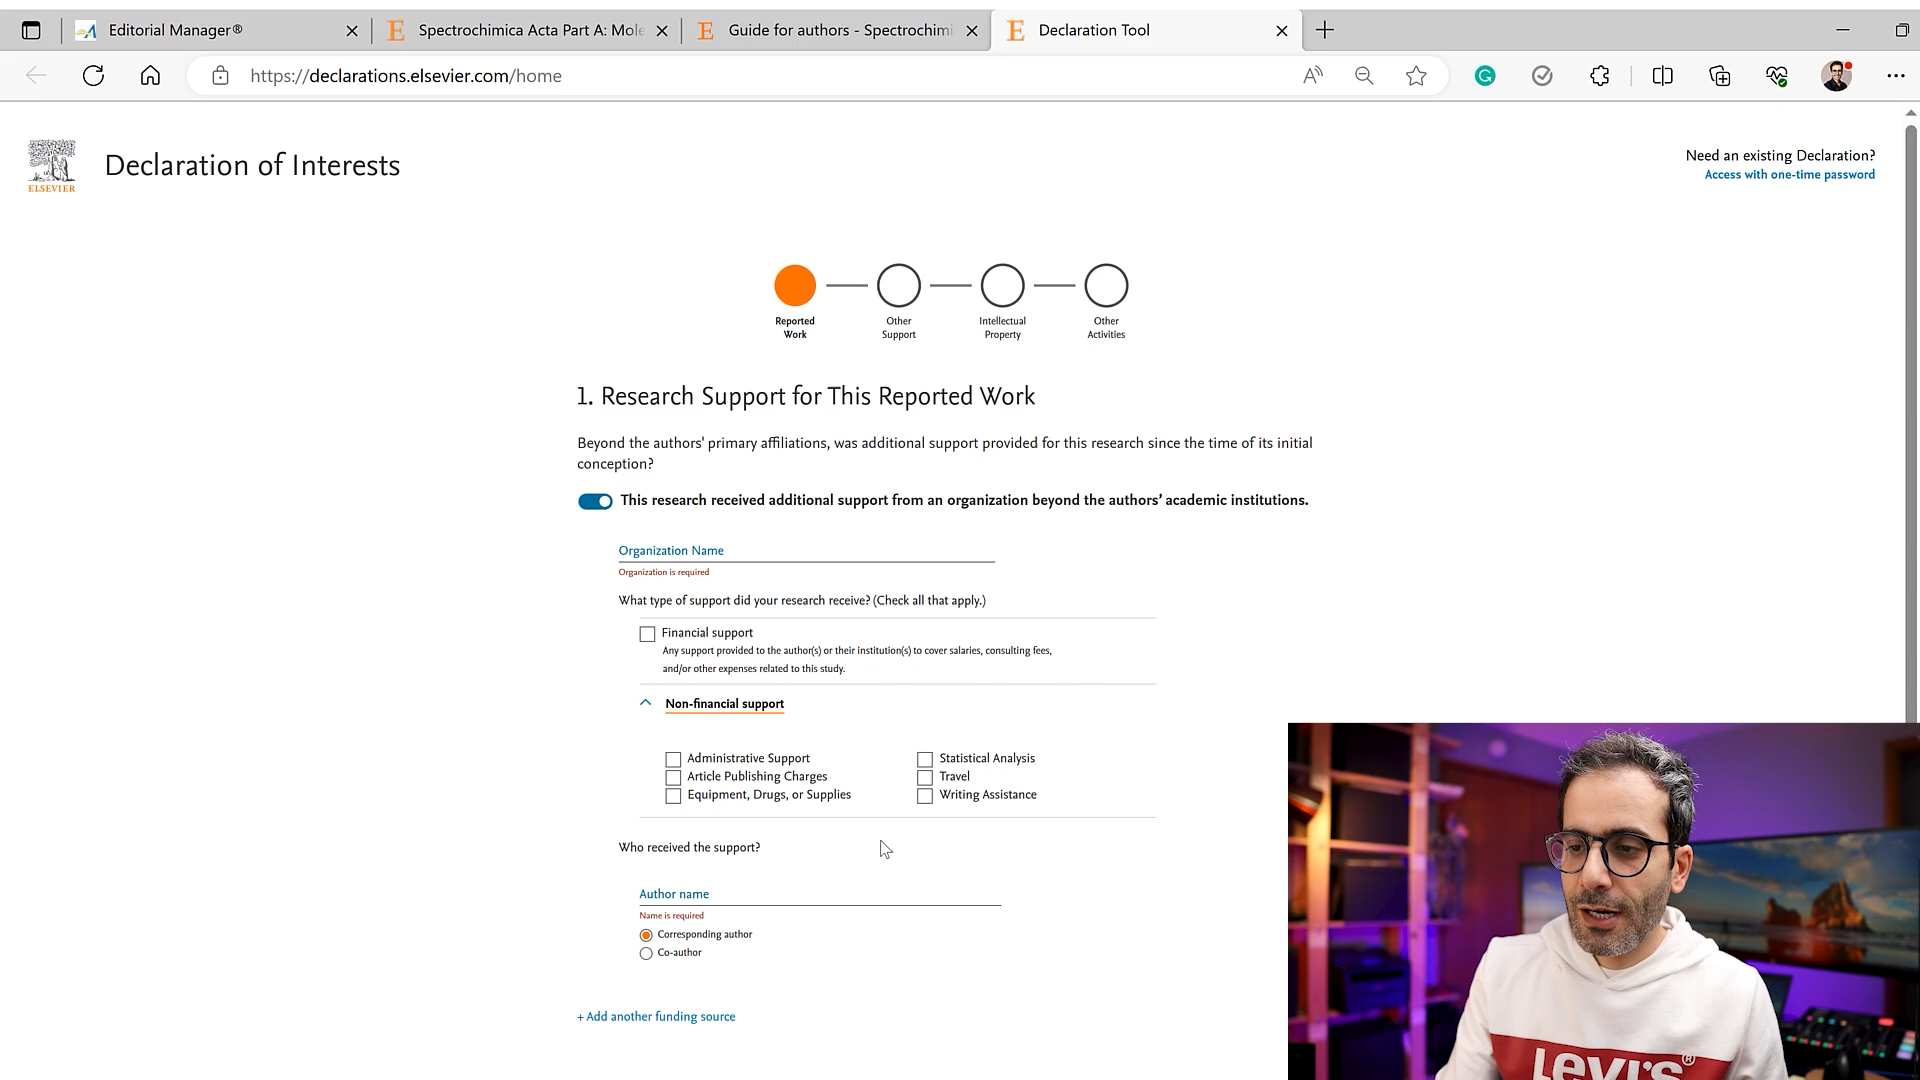 Editorial Manager®
Spectrochimica Acta Part A: Mole
Guide for authors - Spectrochimi
Declaration Tool
https://declarations.elsevier.com/home
ELSEVIER
Declaration of Interests
Need an existing Declaration?
Access with one-time password
Reported
Work
Other
Support
Intellectual
Property
Other
Activities
1. Research Support for This Reported Work
Beyond the authors' primary affiliations, was additional support provided for this research since the time of its initial
conception?
This research received additional support from an organization beyond the authors’ academic institutions.
Organization Name
Organization is required
What type of support did your research receive? (Check all that apply.)
Financial support
Any support provided to the author(s) or their institution(s) to cover salaries, consulting fees,
and/or other expenses related to this study.
Non-financial support
Administrative Support
Article Publishing Charges
Equipment, Drugs, or Supplies
Statistical Analysis
Travel
Writing Assistance
Who received the support?
Author name
Name is required
Corresponding author
Co-author
+ Add another funding source
Levi's®